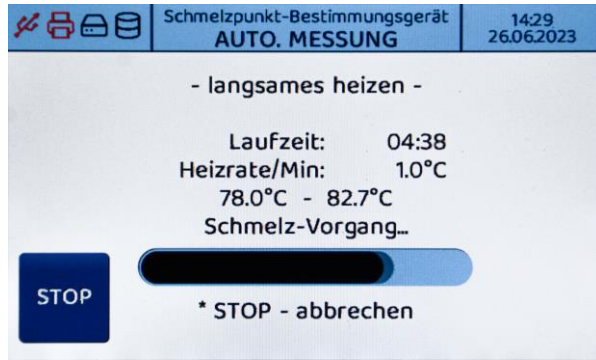 Schmelzpunkt-Bestimmungsgerät
AUTO. MESSUNG
14:29
26.06.2023
- langsames heizen -
Laufzeit: 04:38
Heizrate/Min: 1.0°C
78.0°C - 82.7°C
Schmelz-Vorgang...
STOP
* STOP - abbrechen